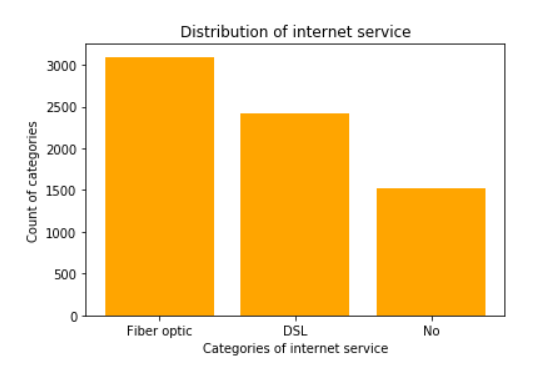 Distribution of internet service
3000
2500
2000
1500
1000
500
0
Count of categories
Fiber optic
DSL
No
Categories of internet service